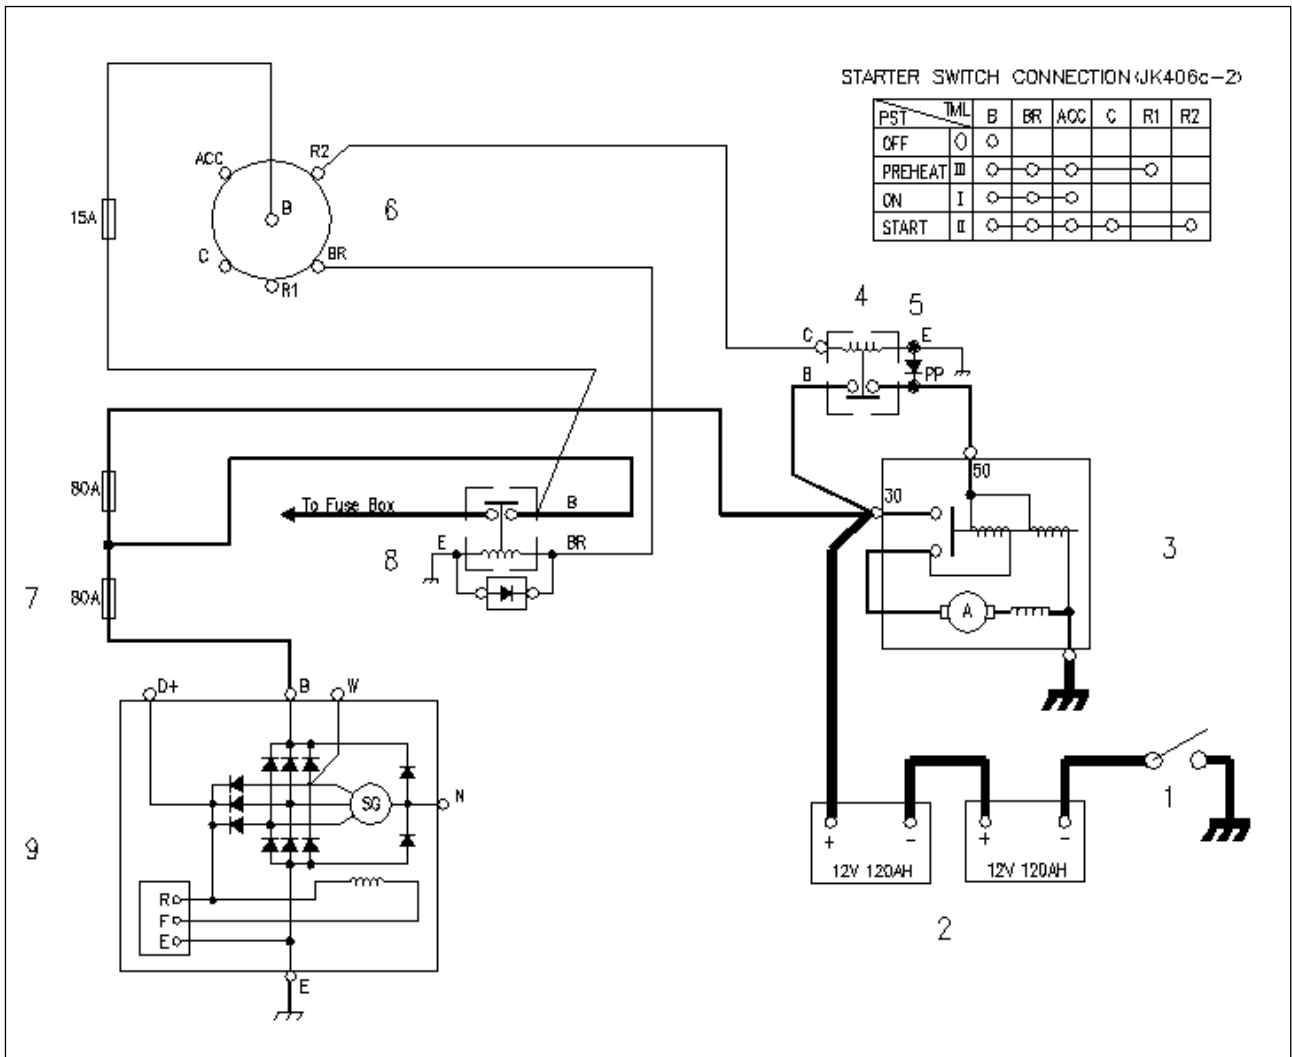 STARTER SWITCH CONNECTION(JK406c-2)
PST TML B BR ACC C R1 R2
OFF O
PREHEAT III
ON I
START II
ACC
R2
15A
B
6
C
BR
R1
4
5
C
E
B
PP
80A
To Fuse Box
B
50
30
E
BR
8
3
7
80A
A
D+
B
W
1
SG
N
+
-
+
-
9
12V 120AH
12V 120AH
R
F
E
2
E